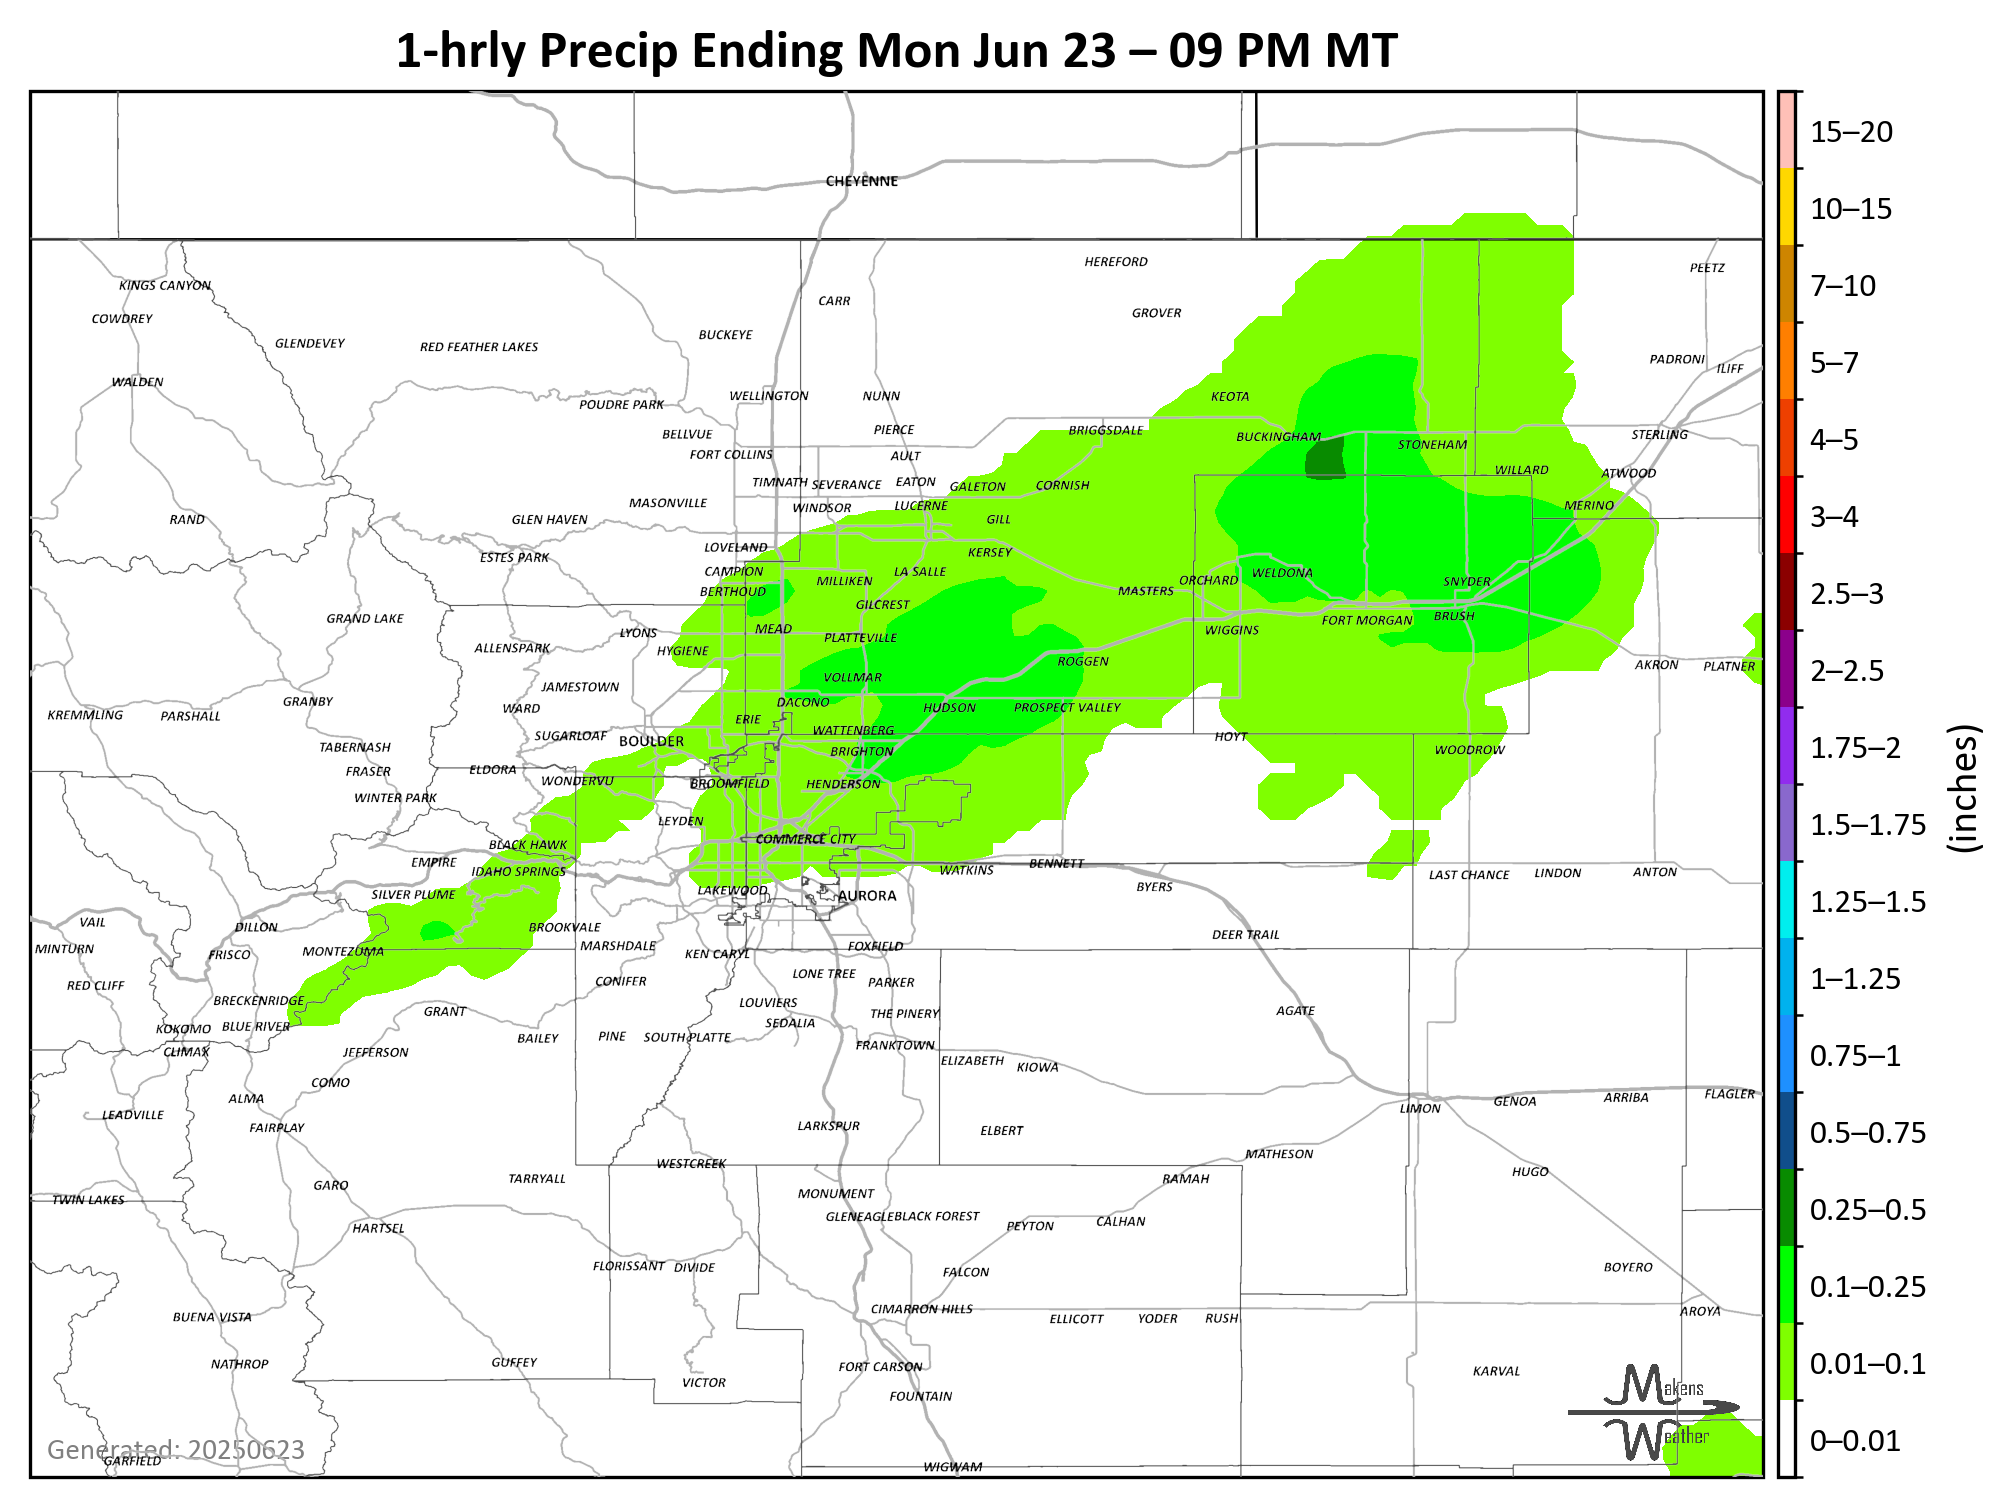 1-hrly Precip Ending Mon Jun 23 – 09 PM MT
CHEYENNE
HEREFORD
PEETZ
KINGS CANYON
CARR
COWDREY
GROVER
BUCKEYE
GLENDEVEY
RED FEATHER LAKES
PADRONI
ILIFF
WALDEN
WELLINGTON
NUNN
KEOTA
POUDRE PARK
PIERCE
BRIGGSDALE
BELLVUE
BUCKINGHAM
STONEHAM
STERLING
FORT COLLINS
AULT
WILLARD
ATWOOD
TIMNATH
SEVERANCE
EATON
GALETON
CORNISH
MASONVILLE
WINDSOR
LUCERNE
MERINO
RAND
GLEN HAVEN
GILL
LOVELAND
KERSEY
ESTES PARK
CAMPION
MILLIKEN
LA SALLE
ORCHARD
WELDONA
SNYDER
BERTHOUD
MASTERS
GILCREST
GRAND LAKE
MEAD
PLATTEVILLE
WIGGINS
FORT MORGAN
BRUSH
LYONS
ALLENSPARK
HYGIENE
ROGGEN
AKRON
PLATNER
JAMESTOWN
VOLLMAR
GRANBY
WARD
DACONO
HUDSON
PROSPECT VALLEY
KREMMLING
PARSHALL
ERIE
SUGARLOAF
BOULDER
WATTENBERG
HOYT
TABERNASH
BRIGHTON
WOODROW
FRASER
ELDORA
WONDERVU
BROOMFIELD
HENDERSON
WINTER PARK
LEYDEN
BLACK HAWK
COMMERCE CITY
EMPIRE
IDAHO SPRINGS
WATKINS
BENNETT
LAST CHANCE
LINDON
ANTON
SILVER PLUME
LAKEWOOD
AURORA
BYERS
VAIL
DILLON
BROOKVALE
DEER TRAIL
MINTURN
FRISCO
MONTEZUMA
MARSHDALE
KEN CARYL
FOXFIELD
RED CLIFF
CONIFER
LONE TREE
PARKER
BRECKENRIDGE
LOUVIERS
KOKOMO
BLUE RIVER
GRANT
SEDALIA
THE PINERY
AGATE
CLIMAX
JEFFERSON
BAILEY
PINE
SOUTH PLATTE
FRANKTOWN
ELIZABETH
KIOWA
COMO
ALMA
LEADVILLE
LIMON
GENOA
ARRIBA
FLAGLER
FAIRPLAY
LARKSPUR
ELBERT
WESTCREEK
MATHESON
TWIN LAKES
GARO
TARRYALL
MONUMENT
RAMAH
HUGO
HARTSEL
GLENEAGLE
BLACK FOREST
PEYTON
CALHAN
FLORISSANT
DIVIDE
FALCON
BOYERO
BUENA VISTA
CIMARRON HILLS
ELLICOTT
YODER
RUSH
AROYA
NATHROP
GUFFEY
FORT CARSON
KARVAL
VICTOR
FOUNTAIN
Generated: 20250623
GARFIELD
WIGWAM
Makens
Weather
15–20
10–15
7–10
5–7
4–5
3–4
2.5–3
2–2.5
1.75–2
1.5–1.75
1.25–1.5
1–1.25
0.75–1
0.5–0.75
0.25–0.5
0.1–0.25
0.01–0.1
0–0.01
(inches)